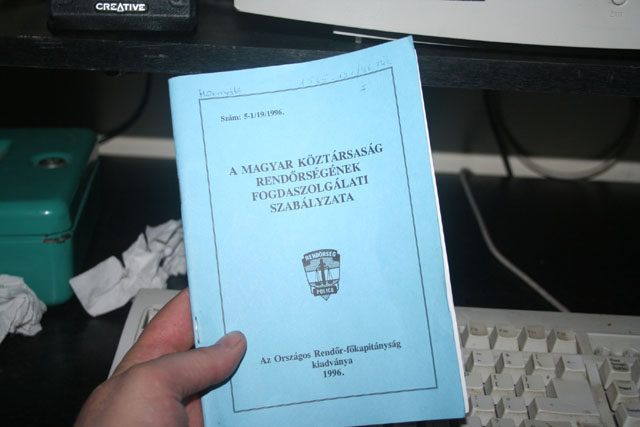 CREATIVE
Szám: 5-1/19/1996.
A MAGYAR KÖZTÁRSASÁG
RENDŐRSÉGÉNEK
FOGDASZOLGÁLATI
SZABÁLYZATA
RENDŐRSÉG
POLICE
Az Országos Rendőr-főkapitányság
kiadványa
1996.